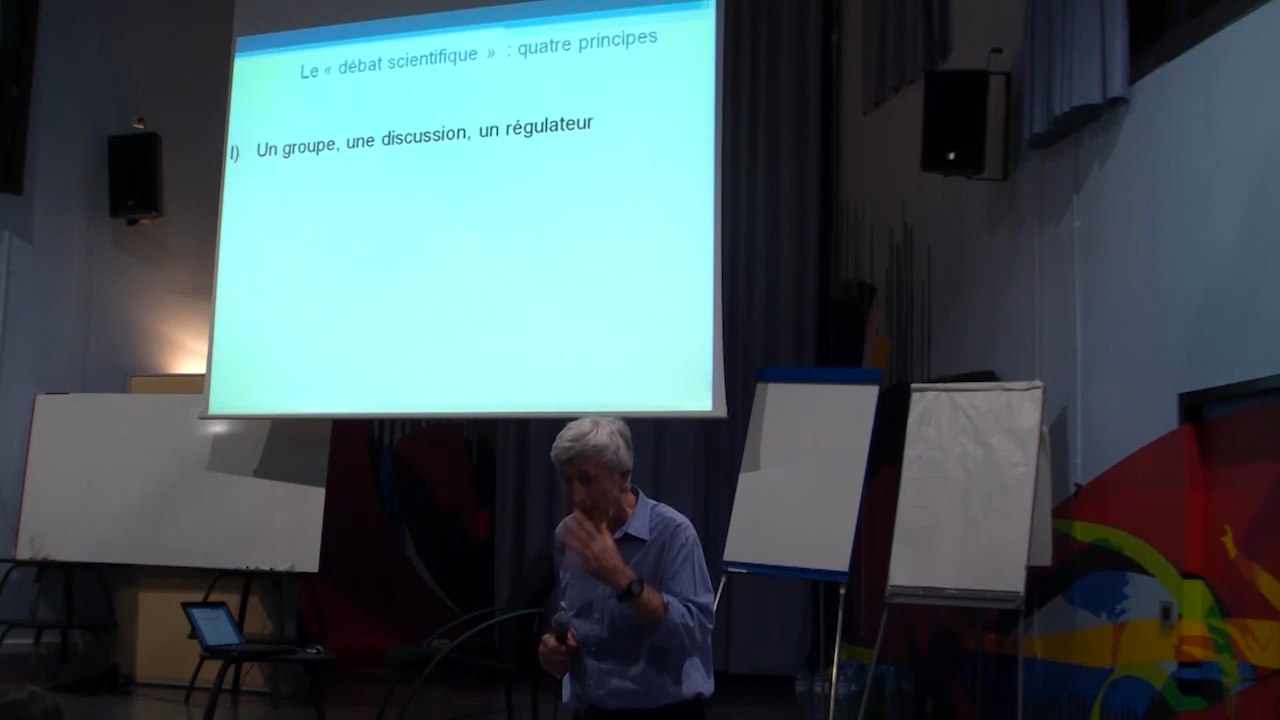 Le « débat scientifique » : quatre principes
I) Un groupe, une discussion, un régulateur